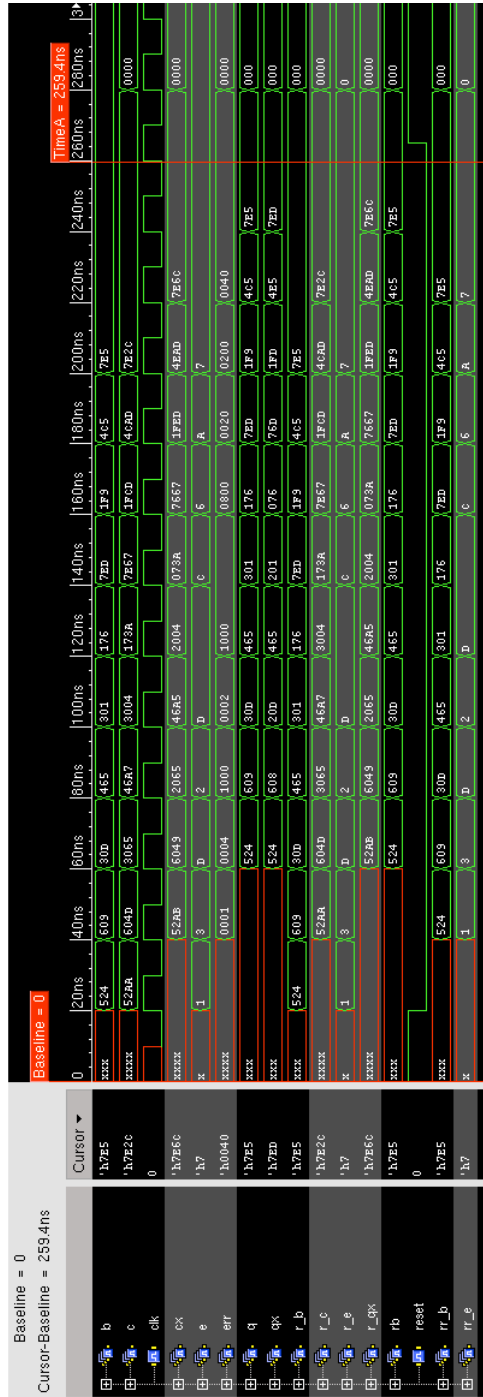 Baseline = 0
Cursor-Baseline = 259.4ns
Baseline = 0 TimeA = 259.4ns
Cursor 0 20ns 40ns 60ns 80ns 100ns 120ns 140ns 160ns 180ns 200ns 220ns 240ns 260ns 280ns 3
b 'h7E5 xxx 524 609 30D 465 301 176 7ED 1F9 4C5 7E5
c 'h7E2C xxxx 52AA 604D 3065 46A7 3004 173A 7E67 1FCD 4CAD 7E2C 0000
clk 0
cx 'h7E6C xxxx 52AB 6049 2065 46A5 2004 073A 7667 1FED 4EAD 7E6C 0000
e 'h7 x 1 3 D 2 D C 6 A 7
err 'h0040 xxxx 0001 0004 1000 0002 1000 0800 0020 0200 0040 0000
q 'h7E5 xxx 524 609 30D 465 301 176 7ED 1F9 4C5 7E5 000
qx 'h7ED xxx 524 608 20D 465 201 076 76D 1FD 4E5 7ED 000
r_b 'h7E5 xxx 524 609 30D 465 301 176 7ED 1F9 4C5 7E5 000
r_c 'h7E2C xxxx 52AA 604D 3065 46A7 3004 173A 7E67 1FCD 4CAD 7E2C 0000
r_e 'h7 x 1 3 D 2 D C 6 A 7 0
r_qx 'h7E6C xxxx 52AB 6049 2065 46A5 2004 073A 7667 1FED 4EAD 7E6C 0000
rb 'h7E5 xxx 524 609 30D 465 301 176 7ED 1F9 4C5 7E5 000
reset 0
rr_b 'h7E5 xxx 524 609 30D 465 301 176 7ED 1F9 4C5 7E5 000
rr_e 'h7 x 1 3 D 2 D C 6 A 7 0